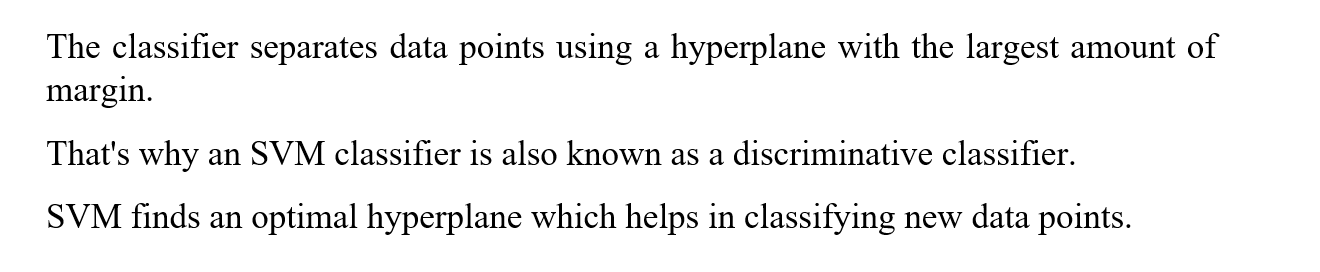 The classifier separates data points using a hyperplane with the largest amount of
margin.
That's why an SVM classifier is also known as a discriminative classifier.
SVM finds an optimal hyperplane which helps in classifying new data points.